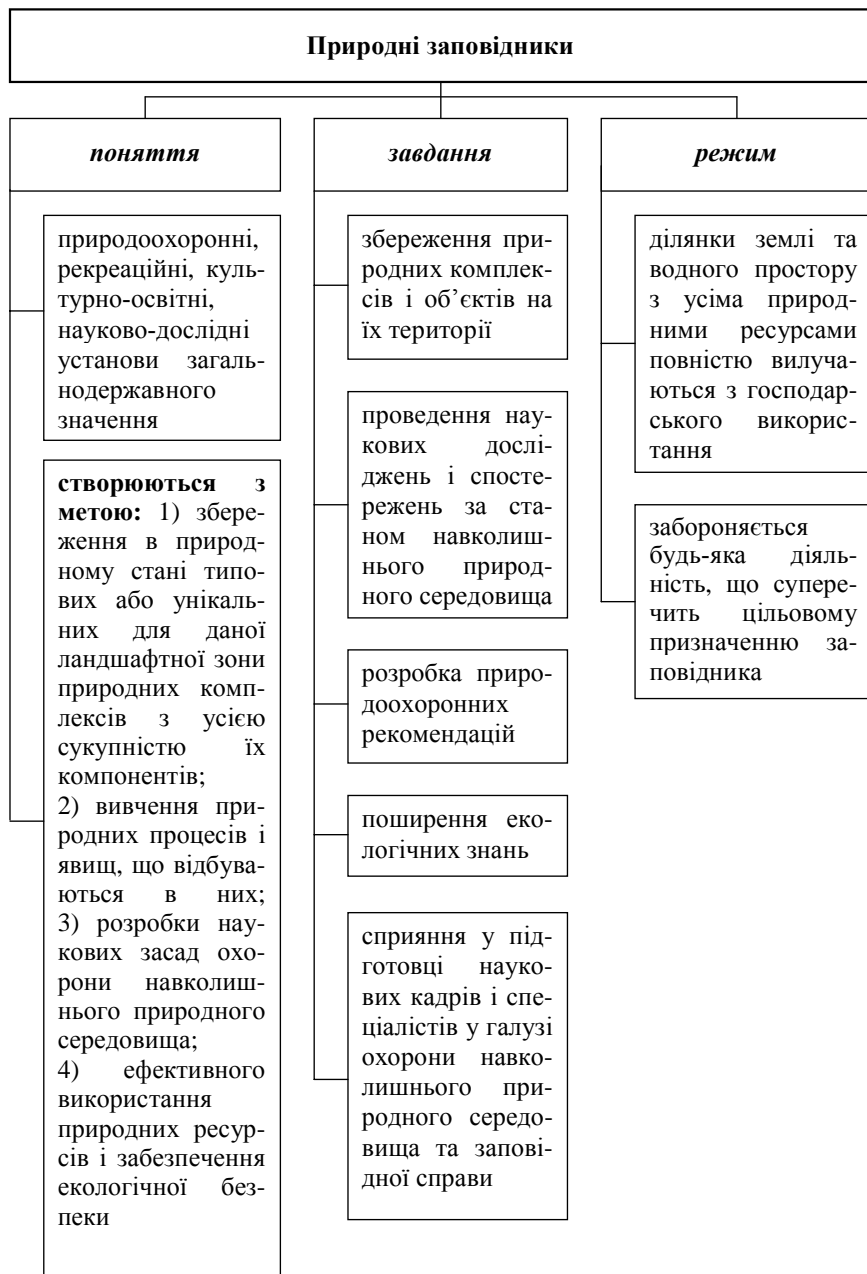 Природні заповідники
поняття
природоохоронні,
рекреаційні, куль-
турно-освітні,
науково-дослідні
установи загаль-
нодержавного
значення
створюються з
метою: 1) збере-
ження в природ-
ному стані типо-
вих або унікаль-
них для даної
ландшафтної зони
природних комп-
лексів з усією
сукупністю їх
компонентів;
2) вивчення при-
родних процесів і
явищ, що відбува-
ються в них;
3) розробки нау-
кових засад охо-
рони навколиш-
нього природного
середовища;
4) ефективного
використання
природних ресур-
сів і забезпечення
екологічної без-
пеки
завдання
збереження при-
родних комплек-
сів і об’єктів на
їх території
проведення нау-
кових дослі-
джень і спосте-
режень за ста-
ном навколиш-
нього природ-
ного середовища
розробка приро-
доохоронних
рекомендацій
поширення еко-
логічних знань
сприяння у під-
готовці науко-
вих кадрів і спе-
ціалістів у галузі
охорони навко-
лишнього при-
родного середо-
вища та запові-
дної справи
режим
ділянки землі та
водного простору
з усіма природ-
ними ресурсами
повністю вилуча-
ються з господар-
ського викорис-
тання
забороняється
будь-яка діяль-
ність, що супере-
чить цільовому
призначенню за-
повідника